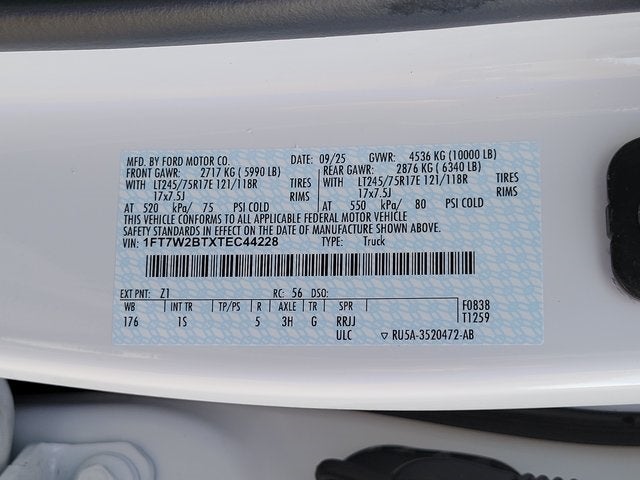 MFD. BY FORD MOTOR CO. DATE: 09/25 GVWR: 4536 KG (10000 LB)
FRONT GAWR: 2717 KG ( 5990 LB) REAR GAWR: 2876 KG ( 6340 LB)
WITH LT245/75R17E 121/118R TIRES WITH LT245/75R17E 121/118R TIRES
17x7.5J RIMS 17x7.5J RIMS
AT 520 kPa/ 75 PSI COLD AT 550 kPa/ 80 PSI COLD
THIS VEHICLE CONFORMS TO ALL APPLICABLE FEDERAL MOTOR VEHICLE
SAFETY STANDARDS IN EFFECT ON THE DATE OF MANUFACTURE SHOWN ABOVE.
VIN: 1FT7W2BTXTEC44228 TYPE: Truck
EXT PNT: Z1 RC: 56 DSO:
WB INT TR TP/PS R AXLE TR SPR F0838
176 1S 5 3H G RRJJ T1259
ULC ▽ RU5A-3520472-AB